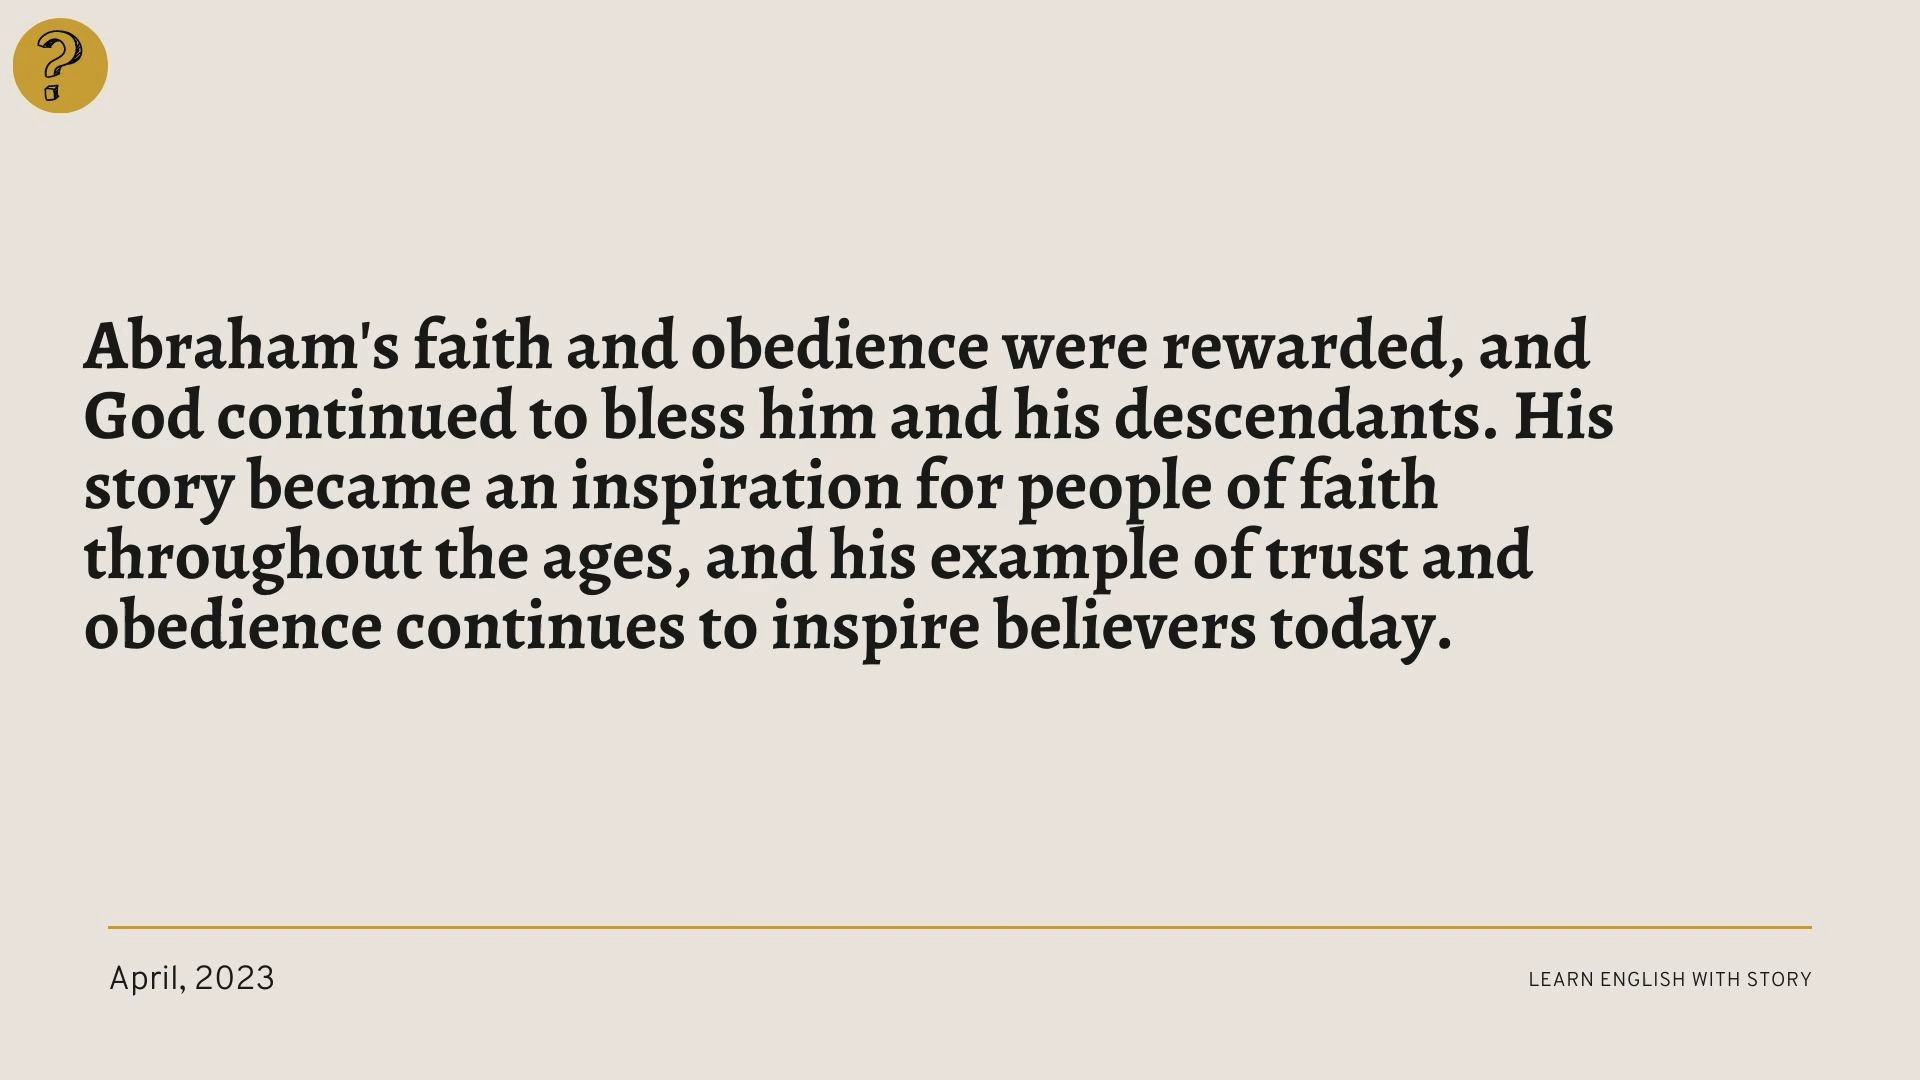 ?
Abraham's faith and obedience were rewarded, and
God continued to bless him and his descendants. His
story became an inspiration for people of faith
throughout the ages, and his example of trust and
obedience continues to inspire believers today.
April, 2023
LEARN ENGLISH WITH STORY